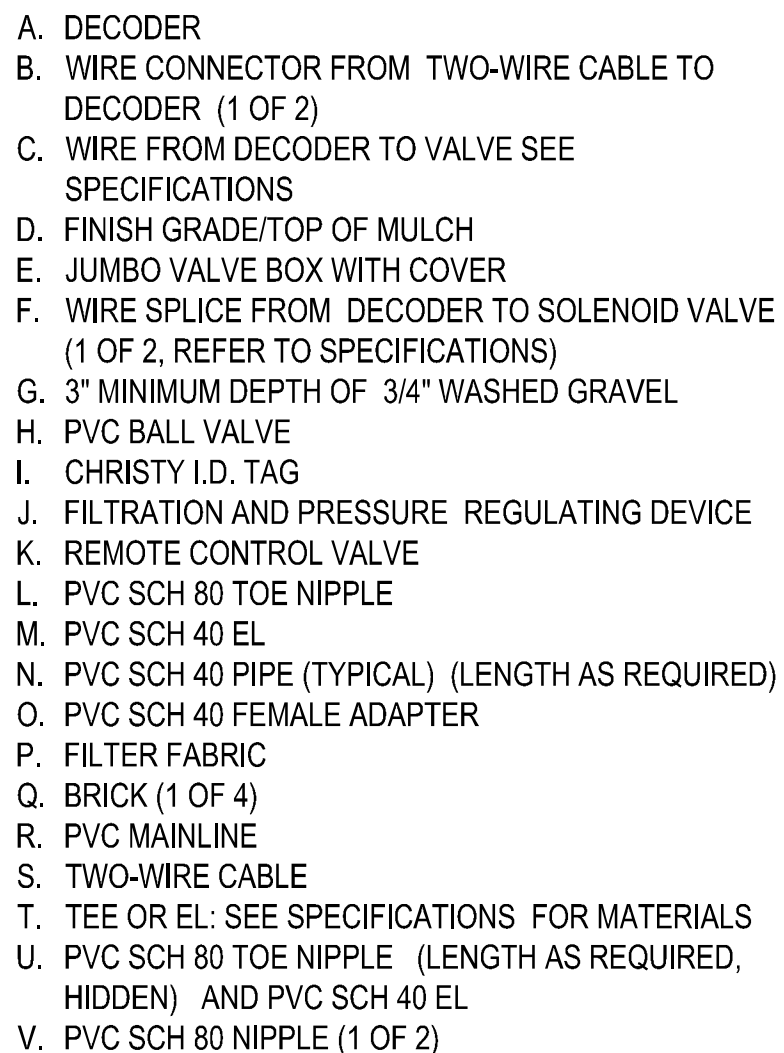 A. DECODER
B. WIRE CONNECTOR FROM TWO-WIRE CABLE TO
DECODER (1 OF 2)
C. WIRE FROM DECODER TO VALVE SEE
SPECIFICATIONS
D. FINISH GRADE/TOP OF MULCH
E. JUMBO VALVE BOX WITH COVER
F. WIRE SPLICE FROM DECODER TO SOLENOID VALVE
(1 OF 2, REFER TO SPECIFICATIONS)
G. 3" MINIMUM DEPTH OF 3/4" WASHED GRAVEL
H. PVC BALL VALVE
I. CHRISTY I.D. TAG
J. FILTRATION AND PRESSURE REGULATING DEVICE
K. REMOTE CONTROL VALVE
L. PVC SCH 80 TOE NIPPLE
M. PVC SCH 40 EL
N. PVC SCH 40 PIPE (TYPICAL) (LENGTH AS REQUIRED)
O. PVC SCH 40 FEMALE ADAPTER
P. FILTER FABRIC
Q. BRICK (1 OF 4)
R. PVC MAINLINE
S. TWO-WIRE CABLE
T. TEE OR EL: SEE SPECIFICATIONS FOR MATERIALS
U. PVC SCH 80 TOE NIPPLE (LENGTH AS REQUIRED,
HIDDEN) AND PVC SCH 40 EL
V. PVC SCH 80 NIPPLE (1 OF 2)